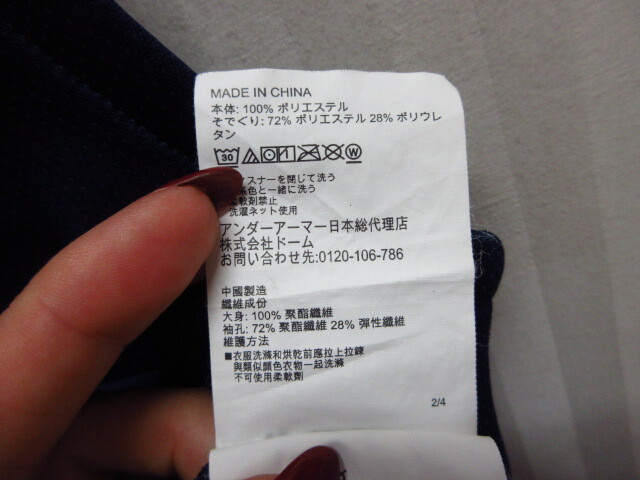 MADE IN CHINA
本体: 100% ポリエステル
そでぐり: 72% ポリエステル 28% ポリウレ
タン
30 W
スナーを閉じて洗う
色と一緒に洗う
軟剤禁止
洗濯ネット使用
アンダーアーマー日本総代理店
株式会社ドーム
お問い合わせ先:0120-106-786
中國製造
纖維成份
大身: 100% 聚酯纖維
袖孔: 72% 聚酯纖維 28% 彈性纖維
維護方法
■衣服洗滌和烘乾前應拉上拉鍊
與類似顏色衣物一起洗滌
不可使用柔軟劑
2/4